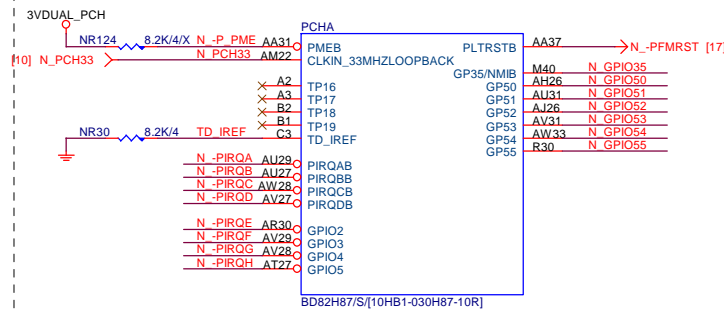 3VDUAL_PCH
PCHA
NR124 8.2K/4/X N_-P_PME AA31 PMEB PLTRSTB AA37 N_-PFMRST [17]
[10] N_PCH33 N_PCH33 AM22 CLKIN_33MHZLOOPBACK
GP35/NMIB M40 N_GPIO35
A2 TP16 GP50 AH26 N_GPIO50
A3 TP17 GP51 AU31 N_GPIO51
B2 TP18 GP52 AJ26 N_GPIO52
B1 TP19 GP53 AV31 N_GPIO53
NR30 8.2K/4 TD_IREF C3 TD_IREF GP54 AW33 N_GPIO54
GP55 R30 N_GPIO55
N_-PIRQA AU29 PIRQAB
N_-PIRQB AU27 PIRQBB
N_-PIRQC AW28 PIRQCB
N_-PIRQD AV27 PIRQDB
N_-PIRQE AR30 GPIO2
N_-PIRQF AV29 GPIO3
N_-PIRQG AV28 GPIO4
N_-PIRQH AT27 GPIO5
BD82H87/S/[10HB1-030H87-10R]